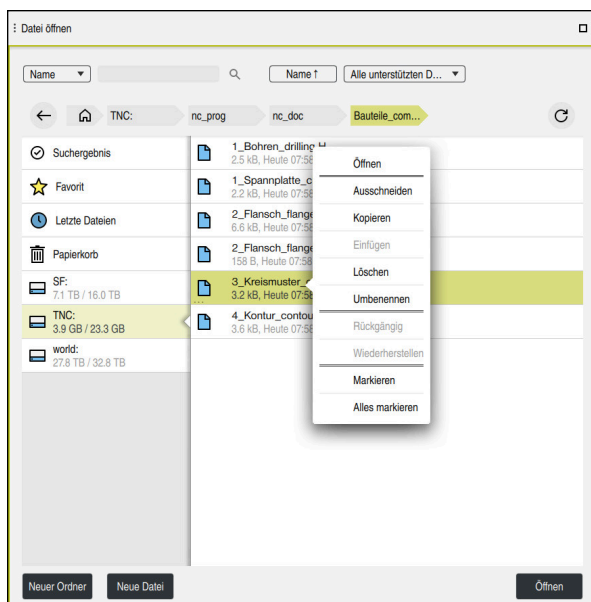 Datei öffnen
Name
Name ↑
Alle unterstützten D...
TNC:
nc_prog
nc_doc
Bauteile_com...
Suchergebnis
Favorit
Letzte Dateien
Papierkorb
SF:
7.1 TB / 16.0 TB
TNC:
3.9 GB / 23.3 GB
world:
27.8 TB / 32.8 TB
1_Bohren_drilling.H
2.5 kB, Heute 07:58
1_Spannplatte_c
2.2 kB, Heute 07:58
2_Flansch_flange
6.6 kB, Heute 07:58
2_Flansch_flange
158 B, Heute 07:58
3_Kreismuster_
3.2 kB, Heute 07:58
...
4_Kontur_contou
3.6 kB, Heute 07:58
Öffnen
Ausschneiden
Kopieren
Einfügen
Löschen
Umbenennen
Rückgängig
Wiederherstellen
Markieren
Alles markieren
Neuer Ordner
Neue Datei
Öffnen